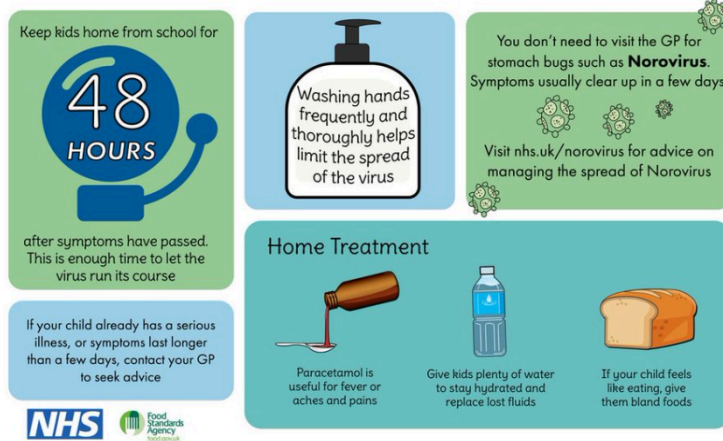 Keep kids home from school for
48
HOURS
after symptoms have passed.
This is enough time to let the
virus run its course
Washing hands
frequently and
thoroughly helps
limit the spread
of the virus
You don't need to visit the GP for
stomach bugs such as Norovirus.
Symptoms usually clear up in a few days
Visit nhs.uk/norovirus for advice on
managing the spread of Norovirus
If your child already has a serious
illness, or symptoms last longer
than a few days, contact your GP
to seek advice
Home Treatment
Paracetamol is
useful for fever or
aches and pains
Give kids plenty of water
to stay hydrated and
replace lost fluids
If your child feels
like eating, give
them bland foods
NHS
Food
Standards
Agency
food.gov.uk